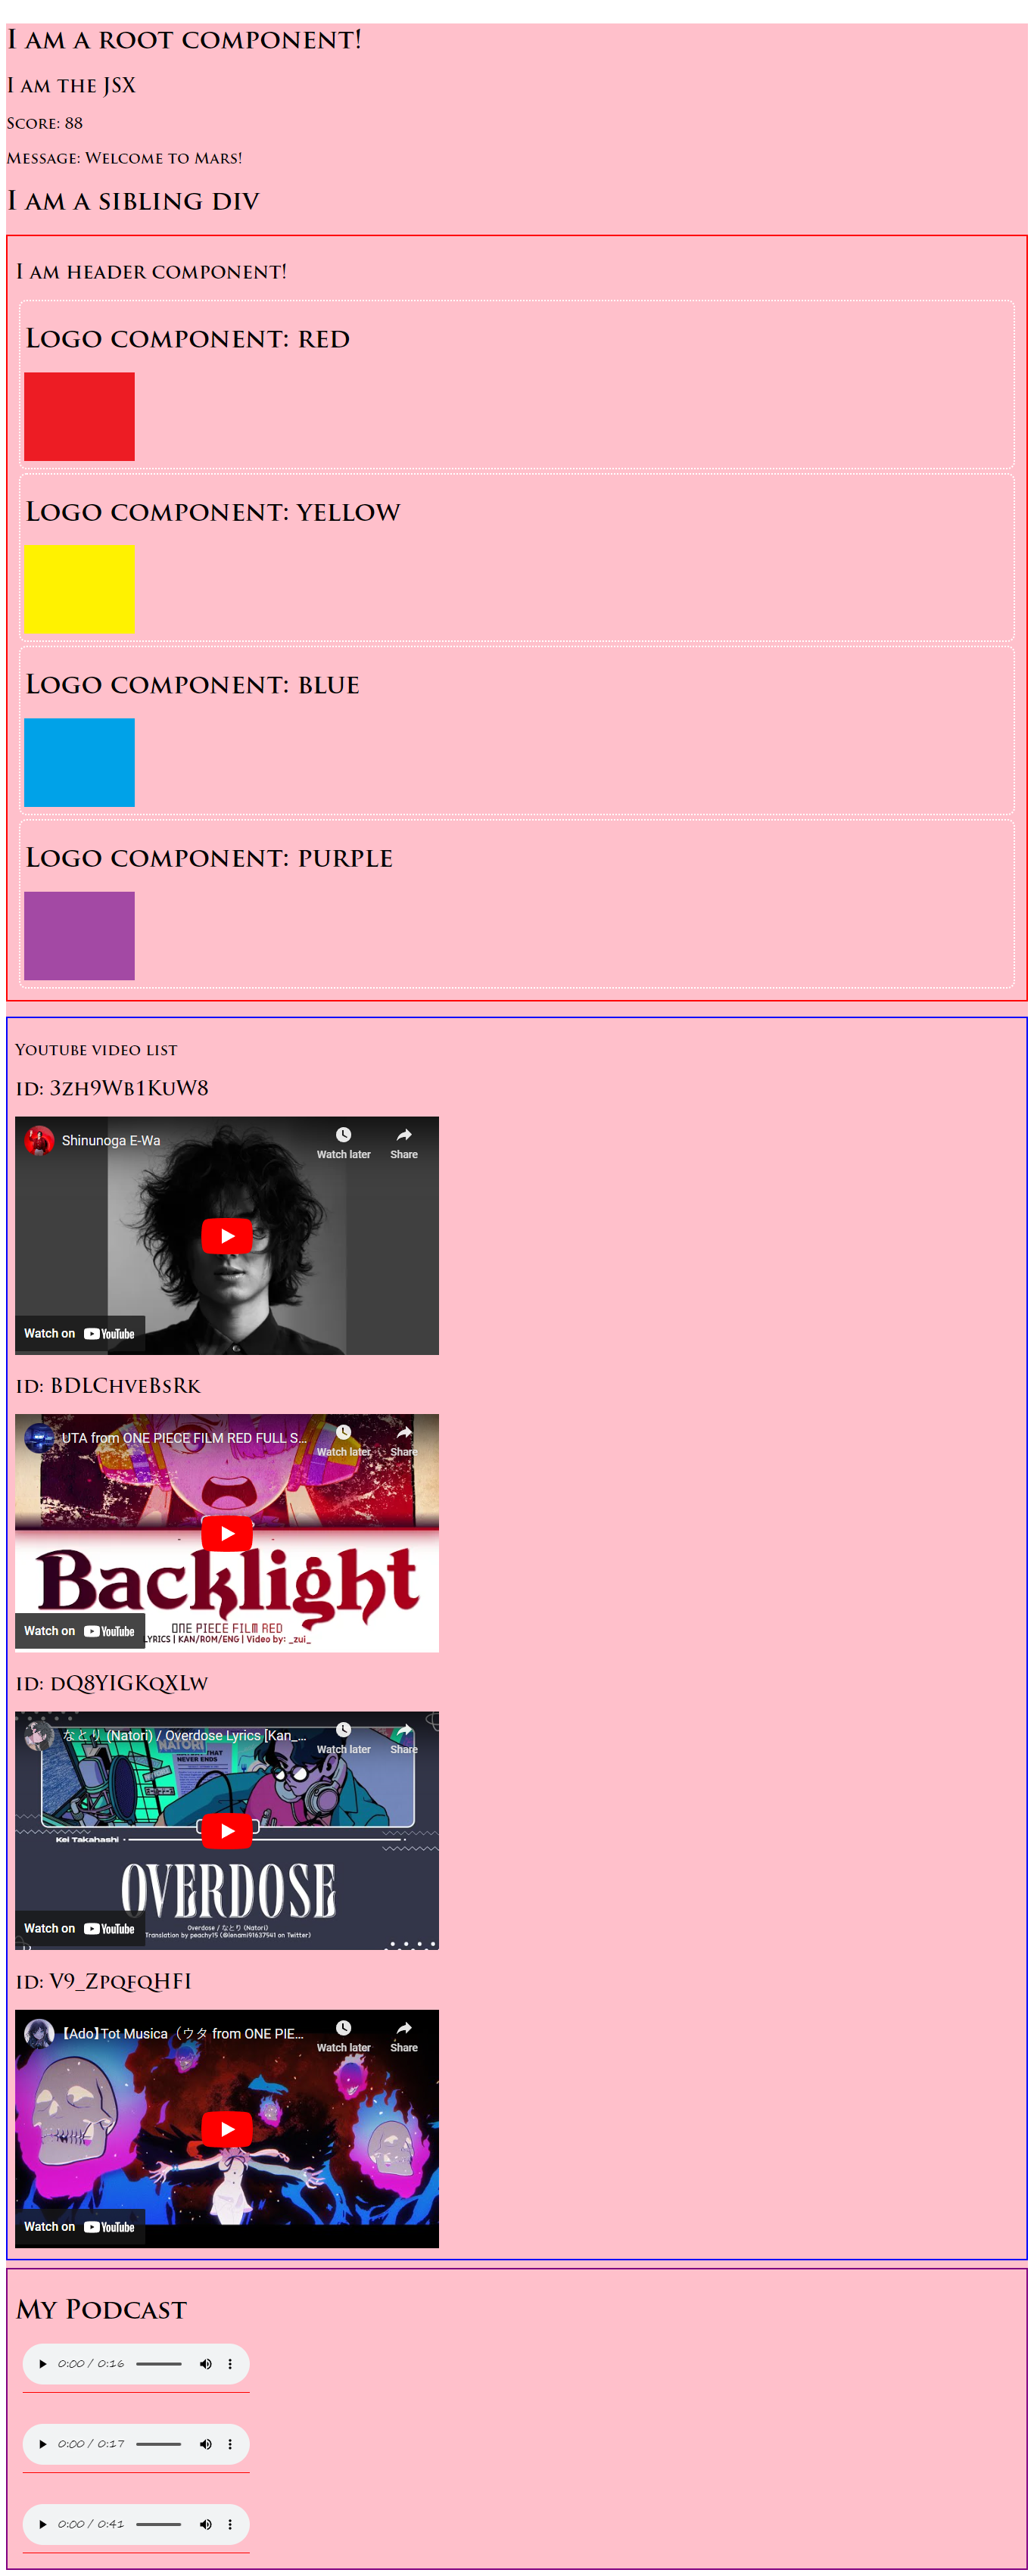 I am a root component!
I am the JSX
Score: 88
Message: Welcome to Mars!
I am a sibling div
I am header component!
Logo component: red
Logo component: yellow
Logo component: blue
Logo component: purple
Youtube video list
id: 3zh9Wb1KuW8
Shinunoga E-Wa
Watch later
Share
Watch on YouTube
id: BDLChveBsRk
UTA from ONE PIECE FILM RED FULL S...
Watch later
Share
Backlight
ONE PIECE FILM RED
LYRICS | KAN/ROM/ENG | Video by: _zui_
Watch on YouTube
id: dQ8YIGKqXLw
なとり (Natori) / Overdose Lyrics [Kan_...
Watch later
Share
NATORI
THAT
NEVER ENDS
Kei Takahashi
OVERDOSE
Overdose / なとり (Natori)
Translation by peachy15 (@lenami91637541 on Twitter)
Watch on YouTube
id: V9_ZpqfqHFI
【Ado】Tot Musica（ウタ from ONE PIE...
Watch later
Share
Watch on YouTube
My Podcast
0:00 / 0:16
0:00 / 0:17
0:00 / 0:41